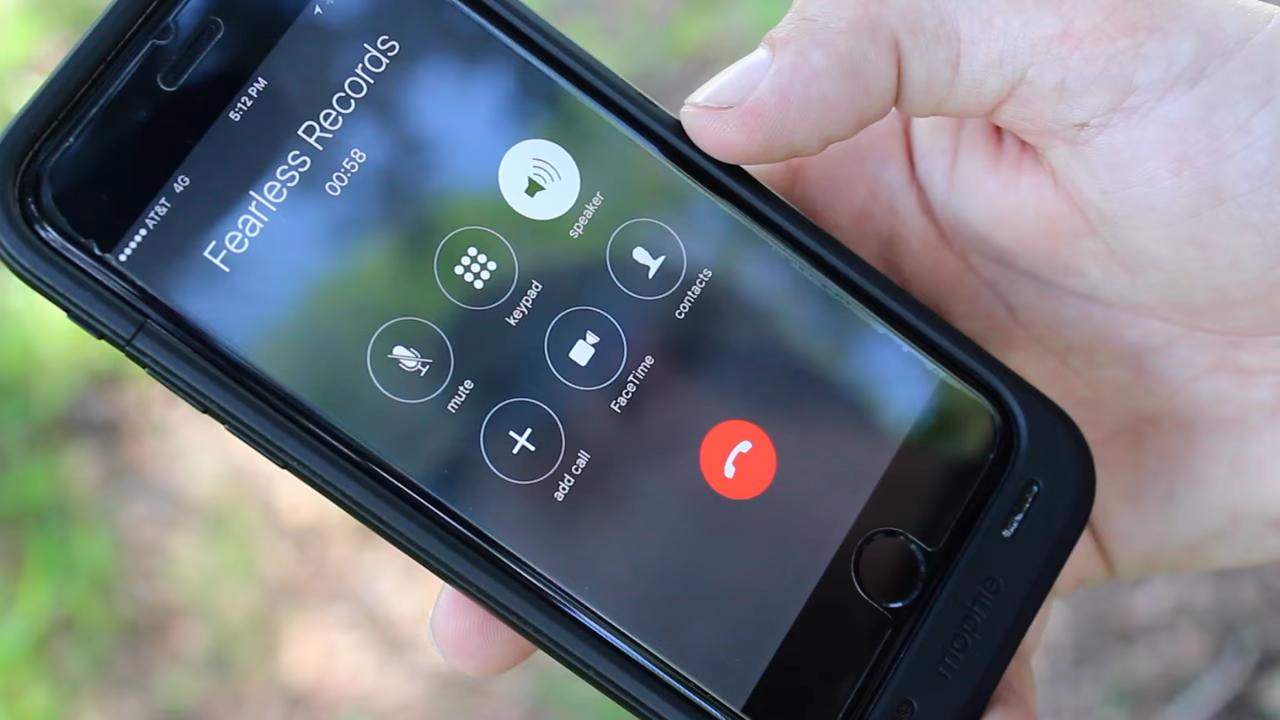 ●●●●● AT&T 4G 5:12 PM
Fearless Records
00:58
mute
keypad
speaker
add call
FaceTime
contacts
mophie